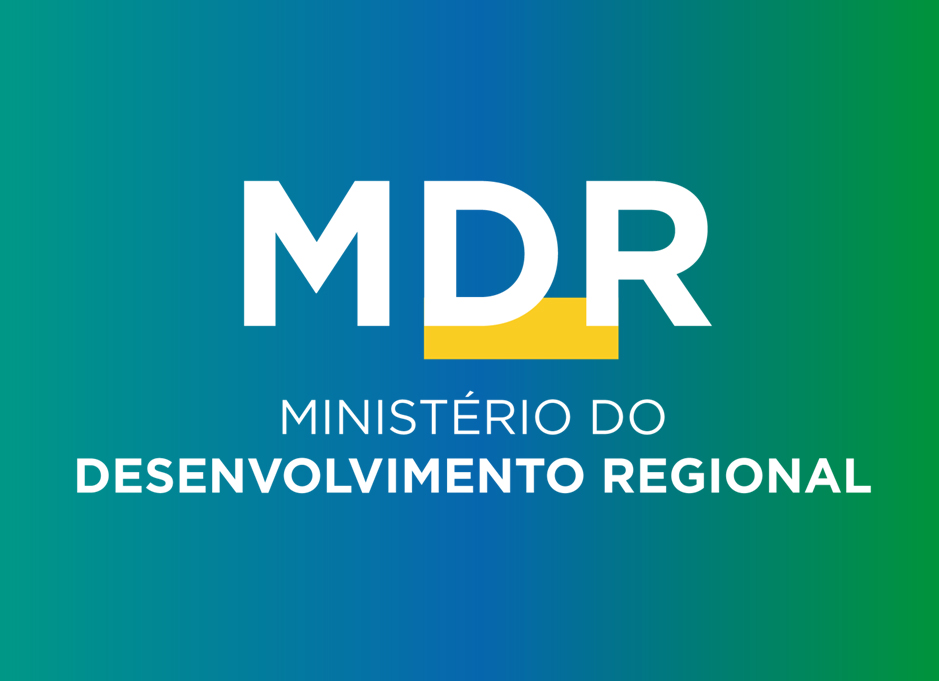 MDR
MINISTÉRIO DO
DESENVOLVIMENTO REGIONAL